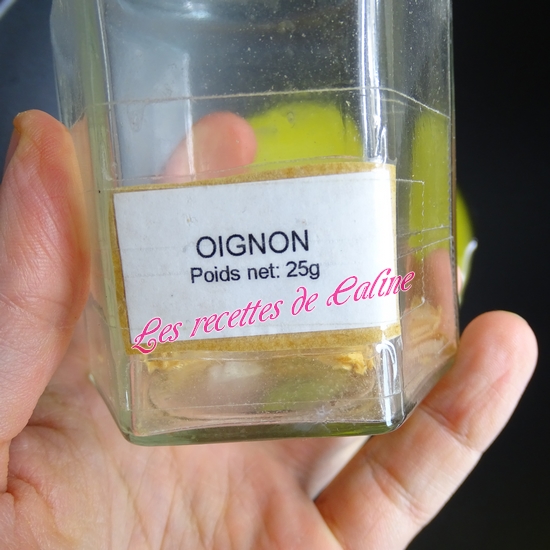 OIGNON
Poids net: 25g
Les recettes de Caline